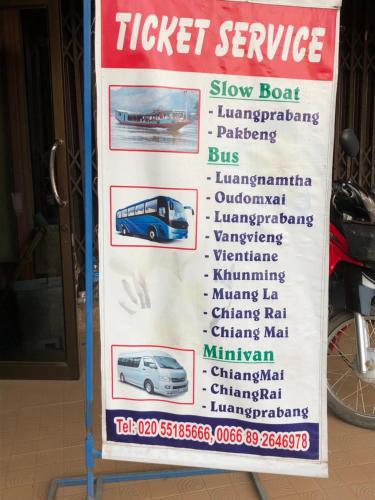 TICKET SERVICE
Slow Boat
- Luangprabang
- Pakbeng
Bus
- Luangnamtha
- Oudomxai
- Luangprabang
- Vangvieng
- Vientiane
- Khunming
- Muang La
- Chiang Rai
- Chiang Mai
Minivan
- ChiangMai
- ChiangRai
- Luangprabang
Tel: 020 55185666, 0066 89 2646978